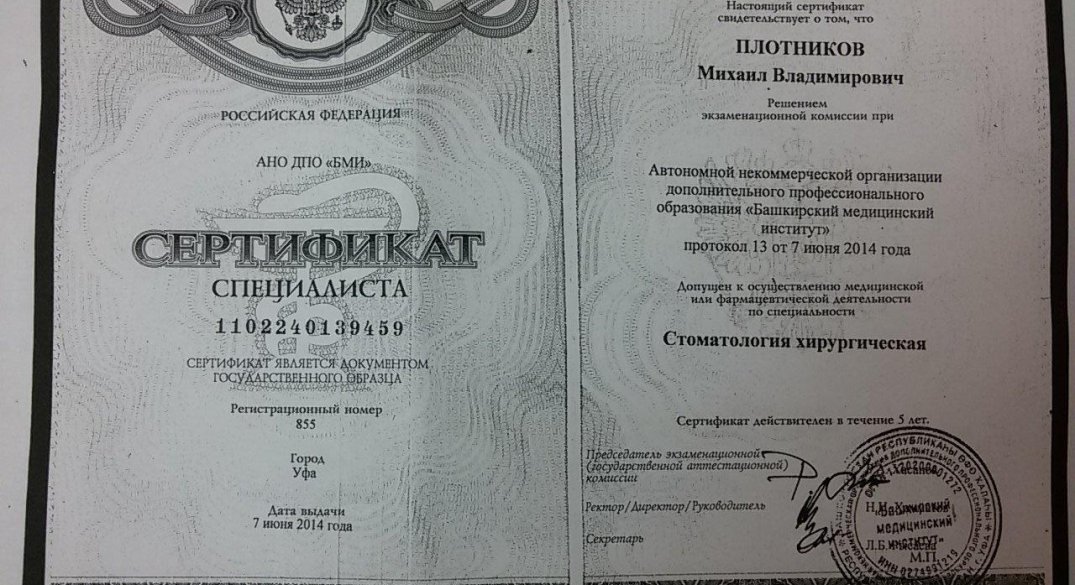 РОССИЙСКАЯ ФЕДЕРАЦИЯ
АНО ДПО «БМИ»
СЕРТИФИКАТ
СПЕЦИАЛИСТА
1102240139459
СЕРТИФИКАТ ЯВЛЯЕТСЯ ДОКУМЕНТОМ
ГОСУДАРСТВЕННОГО ОБРАЗЦА
Регистрационный номер
855
Город
Уфа
Дата выдачи
7 июня 2014 года
Настоящий сертификат
свидетельствует о том, что
ПЛОТНИКОВ
Михаил Владимирович
Решением
экзаменационной комиссии при
Автономной некоммерческой организации
дополнительного профессионального
образования «Башкирский медицинский
институт»
протокол 13 от 7 июня 2014 года
Допущен к осуществлению медицинской
или фармацевтической деятельности
по специальности
Стоматология хирургическая
Сертификат действителен в течение 5 лет.
Председатель экзаменационной
(государственной аттестационной)
комиссии
Ректор/Директор/Руководитель
Секретарь
М.П.
МЕДИЦИНСКИЙ
ИНСТИТУТ"